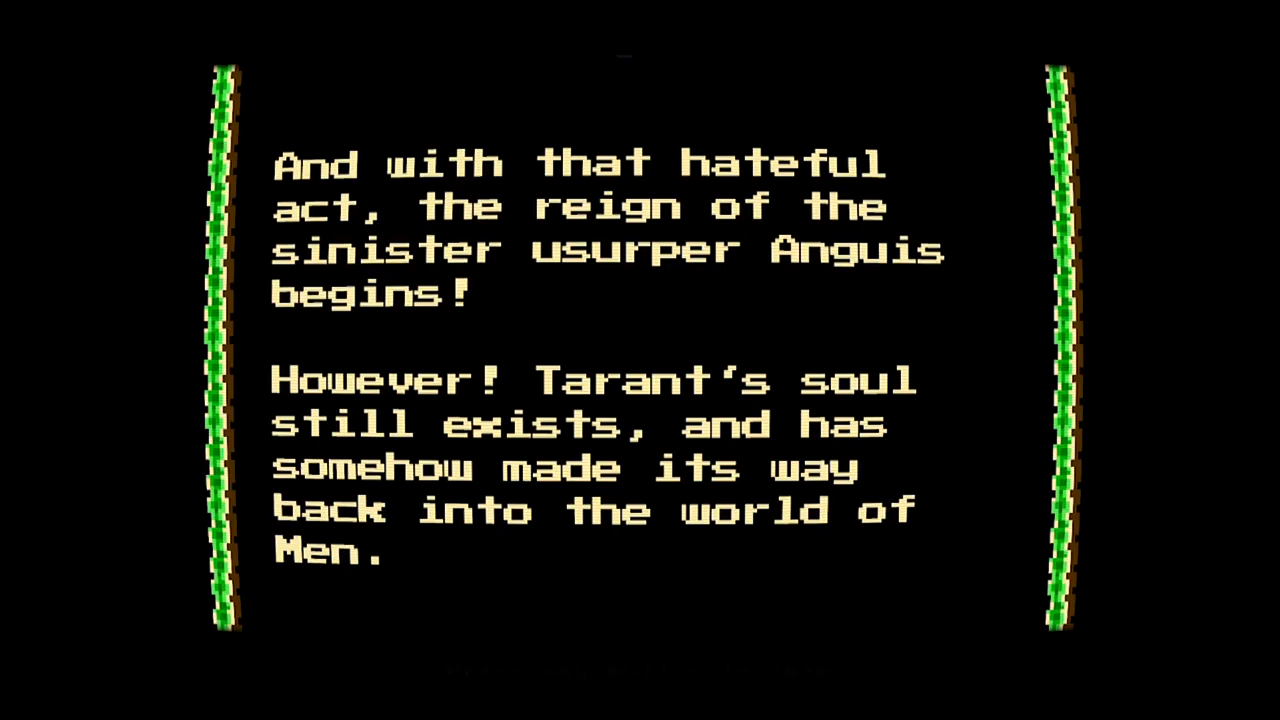 And with that hateful
act, the reign of the
sinister usurper Anguis
begins!
However! Tarant's soul
still exists, and has
somehow made its way
back into the world of
Men.